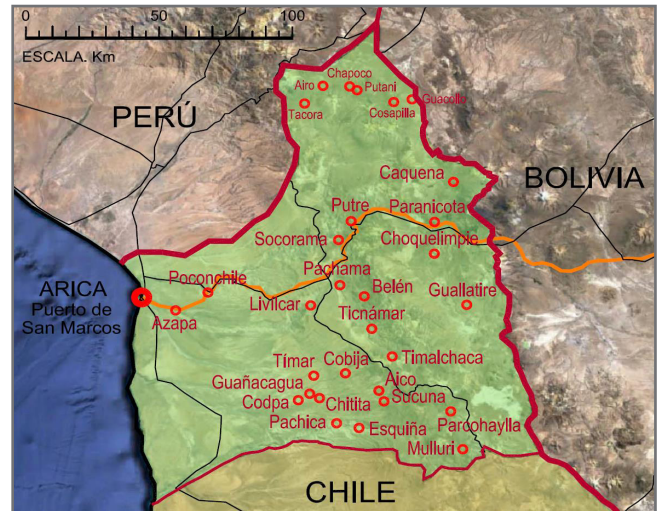 0 50 100
ESCALA. Km
PERÚ
BOLIVIA
CHILE
Airo
Chapoco
Putani
Tacora
Cosapilla
Guacollo
Caquena
Putre
Paranicota
Socorama
Choquelimpie
Pachama
Belén
Guallatire
ARICA
Puerto de
San Marcos
Poconchile
Azapa
Livilcar
Ticnámar
Timalchaca
Timar
Cobija
Guañacagua
Aico
Codpa
Chitita
Sucuna
Pachica
Esquiña
Parcohaylla
Mulluri